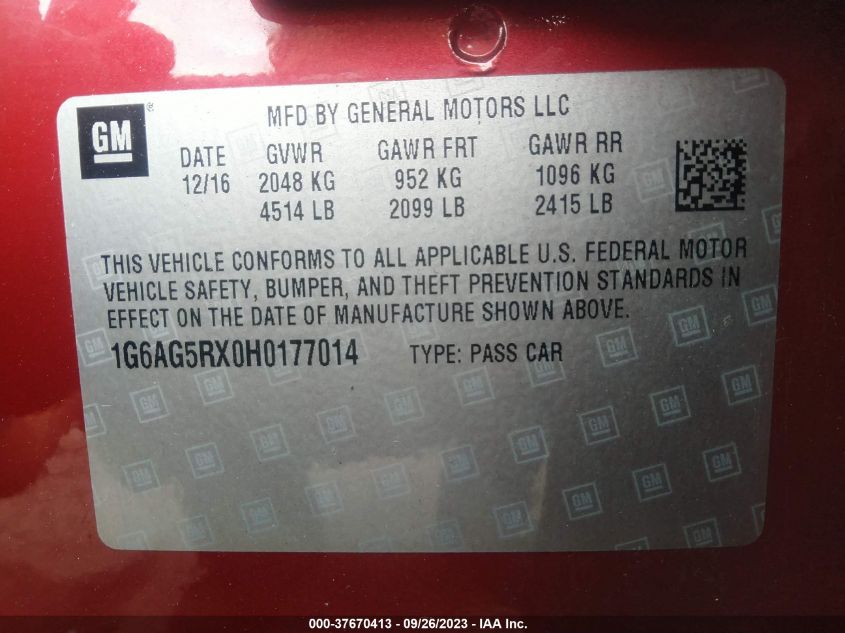 GM ®
MFD BY GENERAL MOTORS LLC
DATE GVWR GAWR FRT GAWR RR
12/16 2048 KG 952 KG 1096 KG
4514 LB 2099 LB 2415 LB
THIS VEHICLE CONFORMS TO ALL APPLICABLE U.S. FEDERAL MOTOR
VEHICLE SAFETY, BUMPER, AND THEFT PREVENTION STANDARDS IN
EFFECT ON THE DATE OF MANUFACTURE SHOWN ABOVE.
1G6AG5RX0H0177014 TYPE: PASS CAR
000-37670413 - 09/26/2023 - IAA Inc.